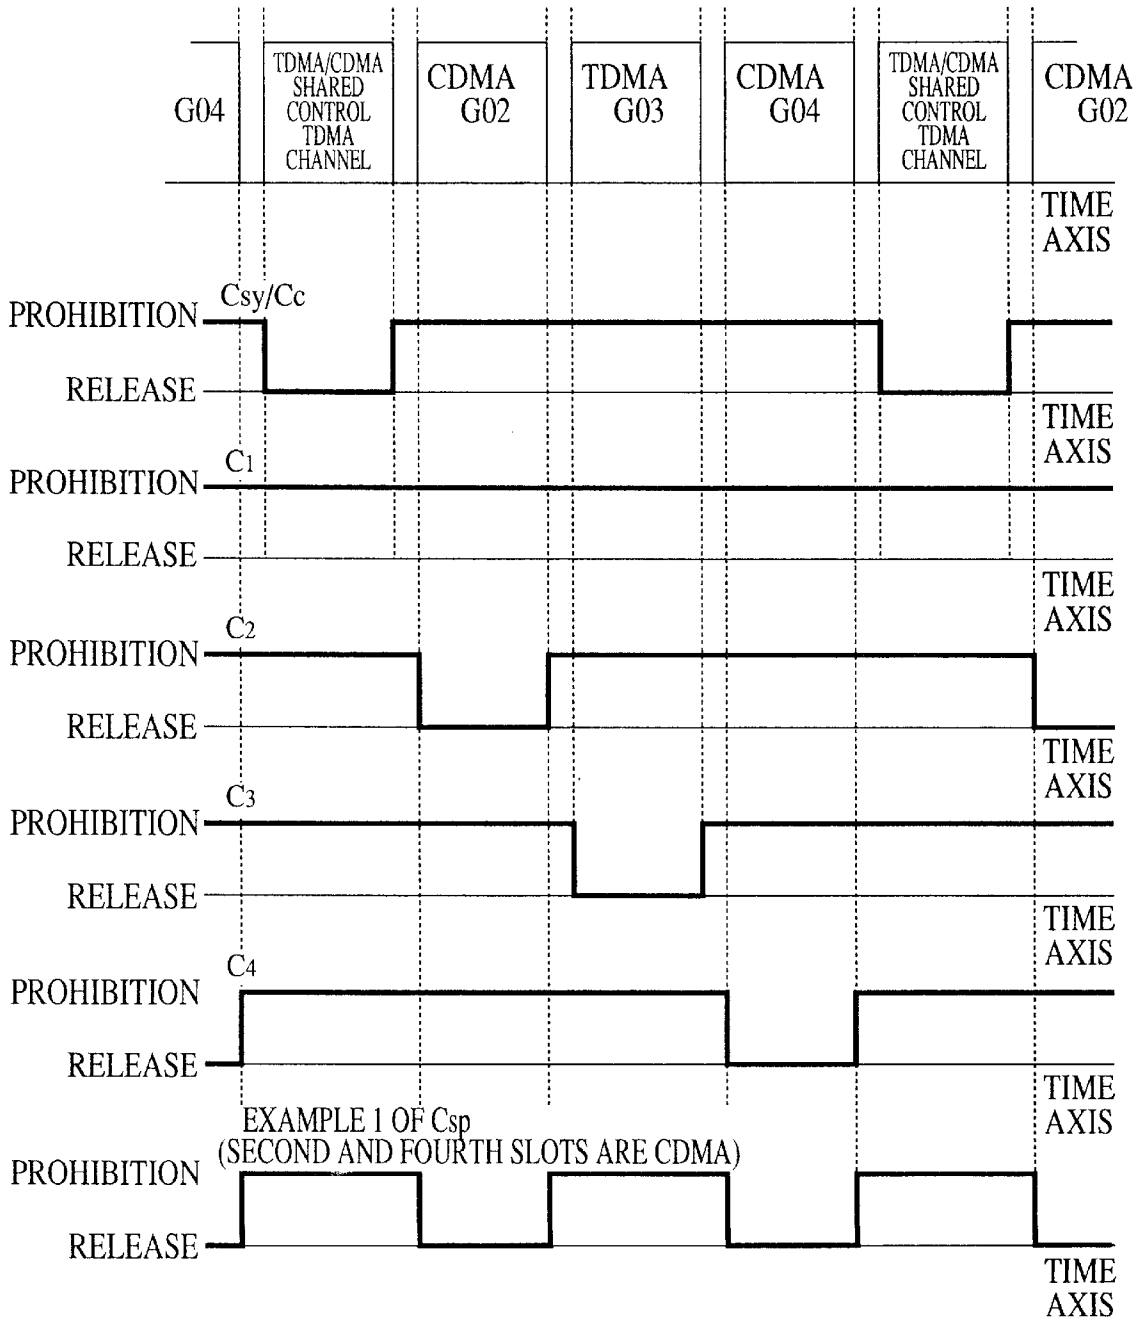 G04
TDMA/CDMA
SHARED
CONTROL
TDMA
CHANNEL
CDMA
G02
TDMA
G03
CDMA
G04
TDMA/CDMA
SHARED
CONTROL
TDMA
CHANNEL
CDMA
G02
TIME
AXIS
Csy/Cc
PROHIBITION
RELEASE
TIME
AXIS
C1
PROHIBITION
RELEASE
TIME
AXIS
C2
PROHIBITION
RELEASE
TIME
AXIS
C3
PROHIBITION
RELEASE
TIME
AXIS
C4
PROHIBITION
RELEASE
TIME
AXIS
EXAMPLE 1 OF Csp
(SECOND AND FOURTH SLOTS ARE CDMA)
PROHIBITION
RELEASE
TIME
AXIS